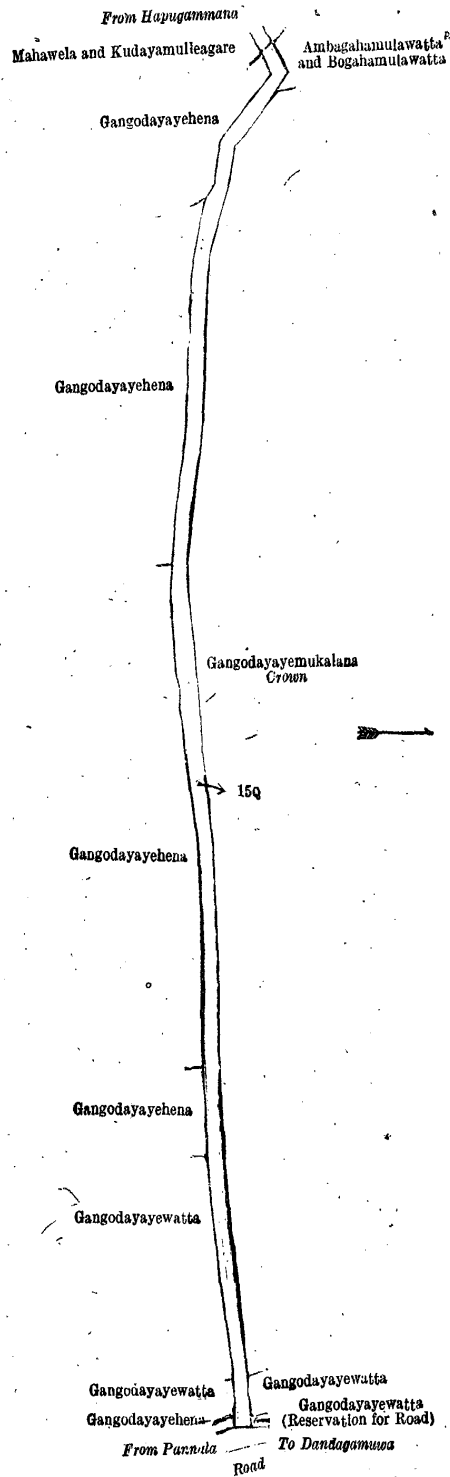 From Hapugammana
Mahawela and Kudayamulleagare
Ambagahamulawatta
and Bogahamulawatta
Gangodayayehena
Gangodayayehena
Gangodayayemukalana
Crown
15Q
Gangodayayehena
Gangodayayehena
Gangodayayewatta
Gangodayayewatta
Gangodayayewatta
Gangodayayehena
Gangodayayewatta
(Reservation for Road)
From Pannala
To Dandagamuwa
Road